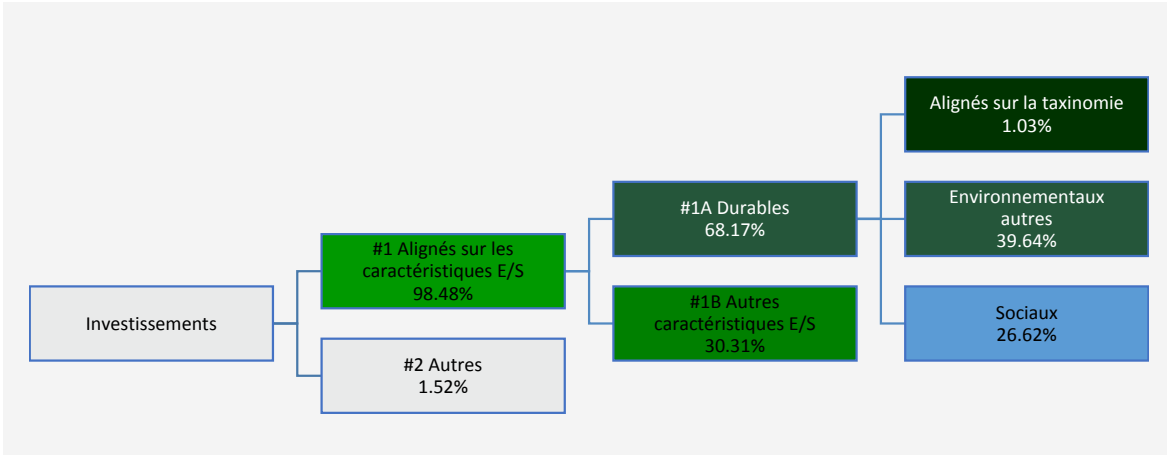 Investissements
#1 Alignés sur les
caractéristiques E/S
98.48%
#2 Autres
1.52%
#1A Durables
68.17%
#1B Autres
caractéristiques E/S
30.31%
Alignés sur la taxinomie
1.03%
Environnementaux
autres
39.64%
Sociaux
26.62%